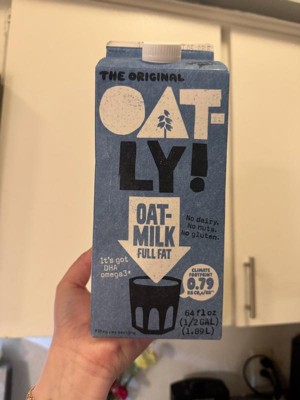 THE ORIGINAL
OAT-
LY!
OAT-
MILK
FULL FAT
No dairy.
No nuts.
No gluten.
It's got
DHA
omega3*
CLIMATE
FOOTPRINT
0.79
64 fl oz
(1/2 GAL)
(1.89L)